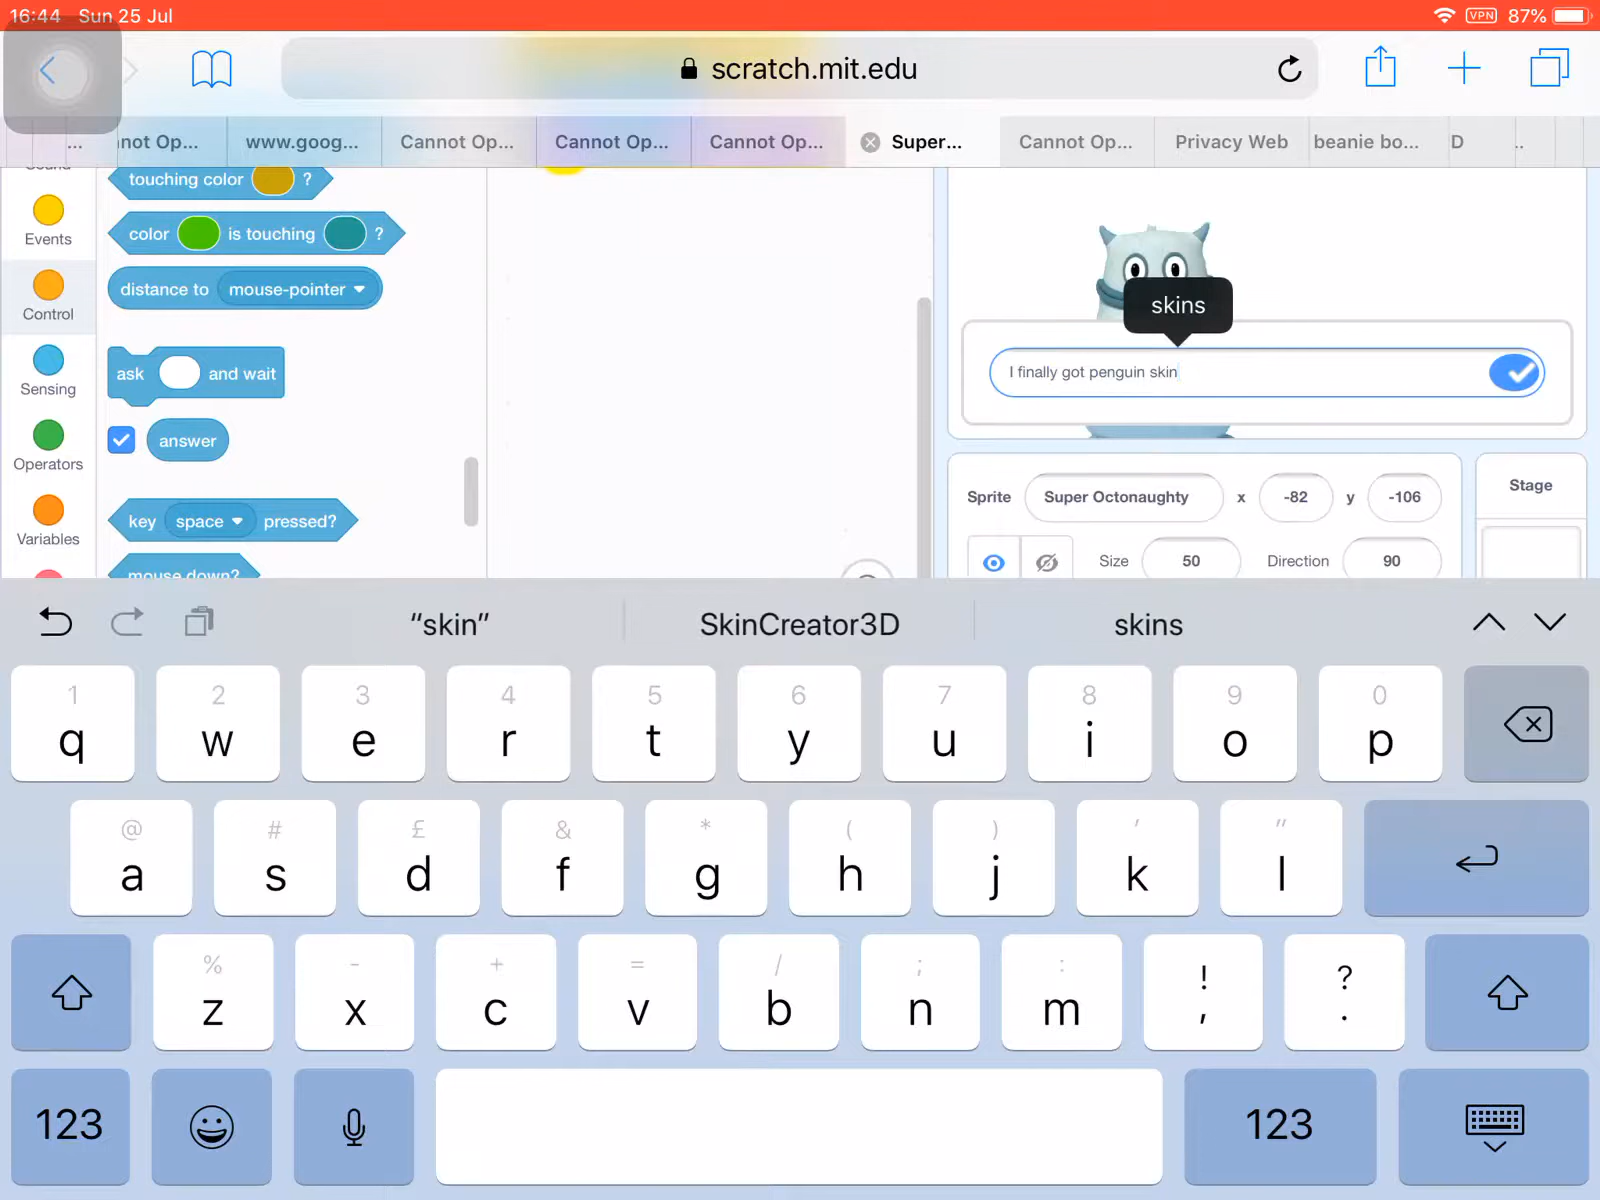 16:44 Sun 25 Jul
VPN 87%
scratch.mit.edu
... not Op... www.goog... Cannot Op... Cannot Op... Cannot Op... Super... Cannot Op... Privacy Web beanie bo... D ..
touching color ?
Events
color is touching ?
distance to mouse-pointer
Control
skins
ask and wait
I finally got penguin skin
Sensing
answer
Operators
Sprite Super Octonaughty x -82 y -106
Stage
key space pressed?
Variables
mouse down?
Size 50 Direction 90
“skin” SkinCreator3D skins
1 2 3 4 5 6 7 8 9 0
q w e r t y u i o p
@ # £ & * ( ) ' "
a s d f g h j k l
% - + = / ; : ! ?
z x c v b n m , .
123 123